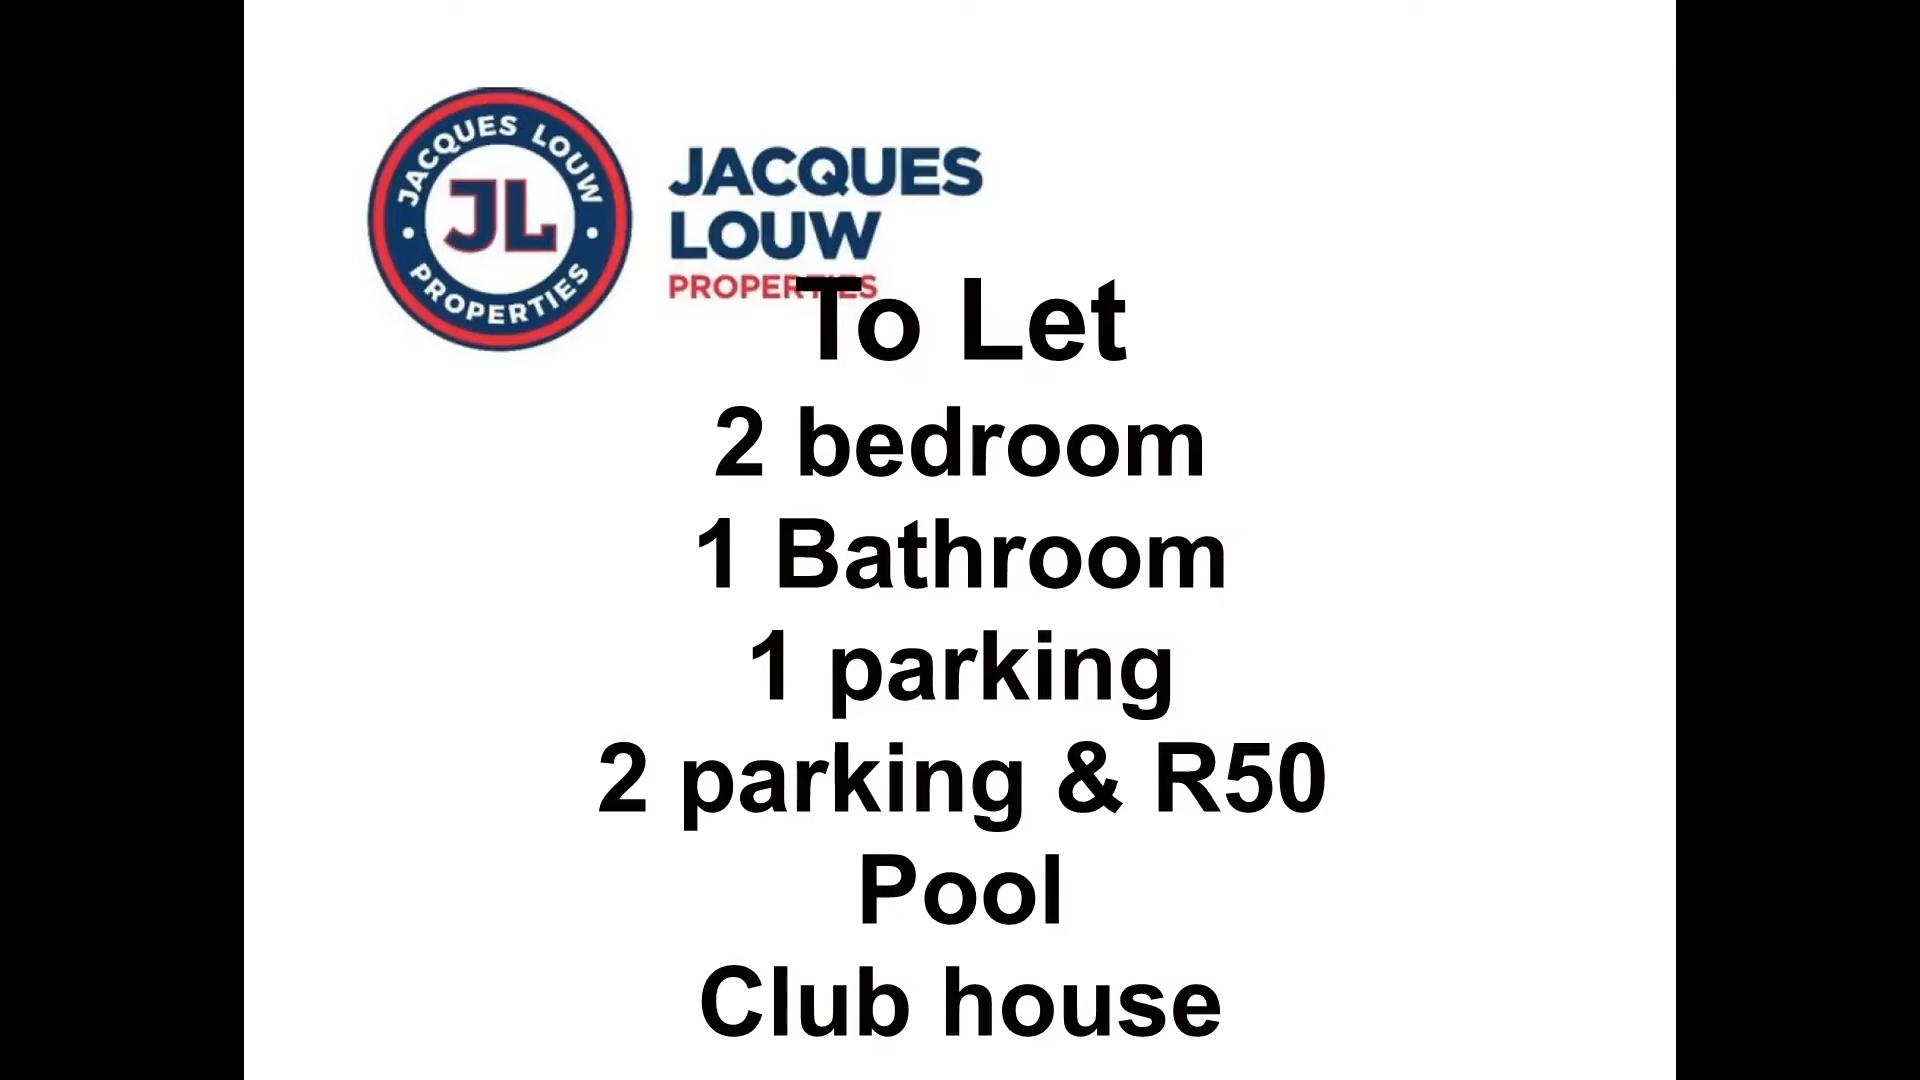 JACQUES LOUW
JL
PROPERTIES
JACQUES
LOUW
PROPERTIES
To Let
2 bedroom
1 Bathroom
1 parking
2 parking & R50
Pool
Club house